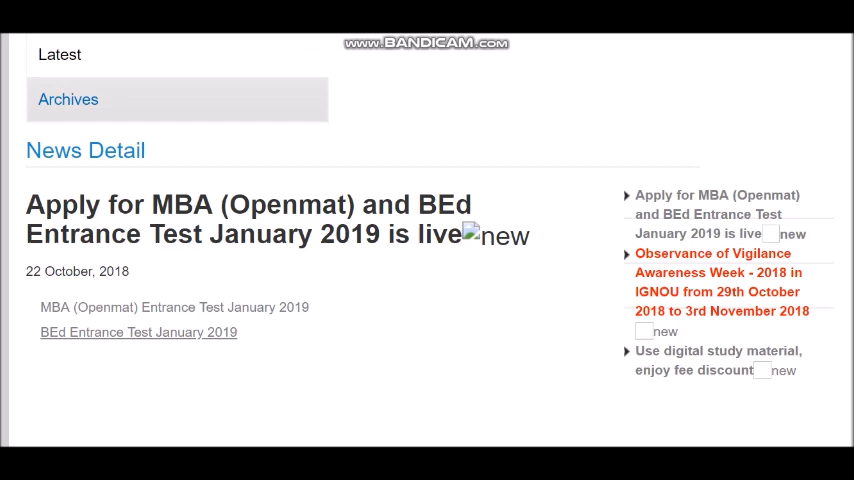 www.BANDICAM.com
Latest
Archives
News Detail
Apply for MBA (Openmat) and BEd
Entrance Test January 2019 is live new
22 October, 2018
MBA (Openmat) Entrance Test January 2019
BEd Entrance Test January 2019
Apply for MBA (Openmat)
and BEd Entrance Test
January 2019 is live new
Observance of Vigilance
Awareness Week - 2018 in
IGNOU from 29th October
2018 to 3rd November 2018
new
Use digital study material,
enjoy fee discount new